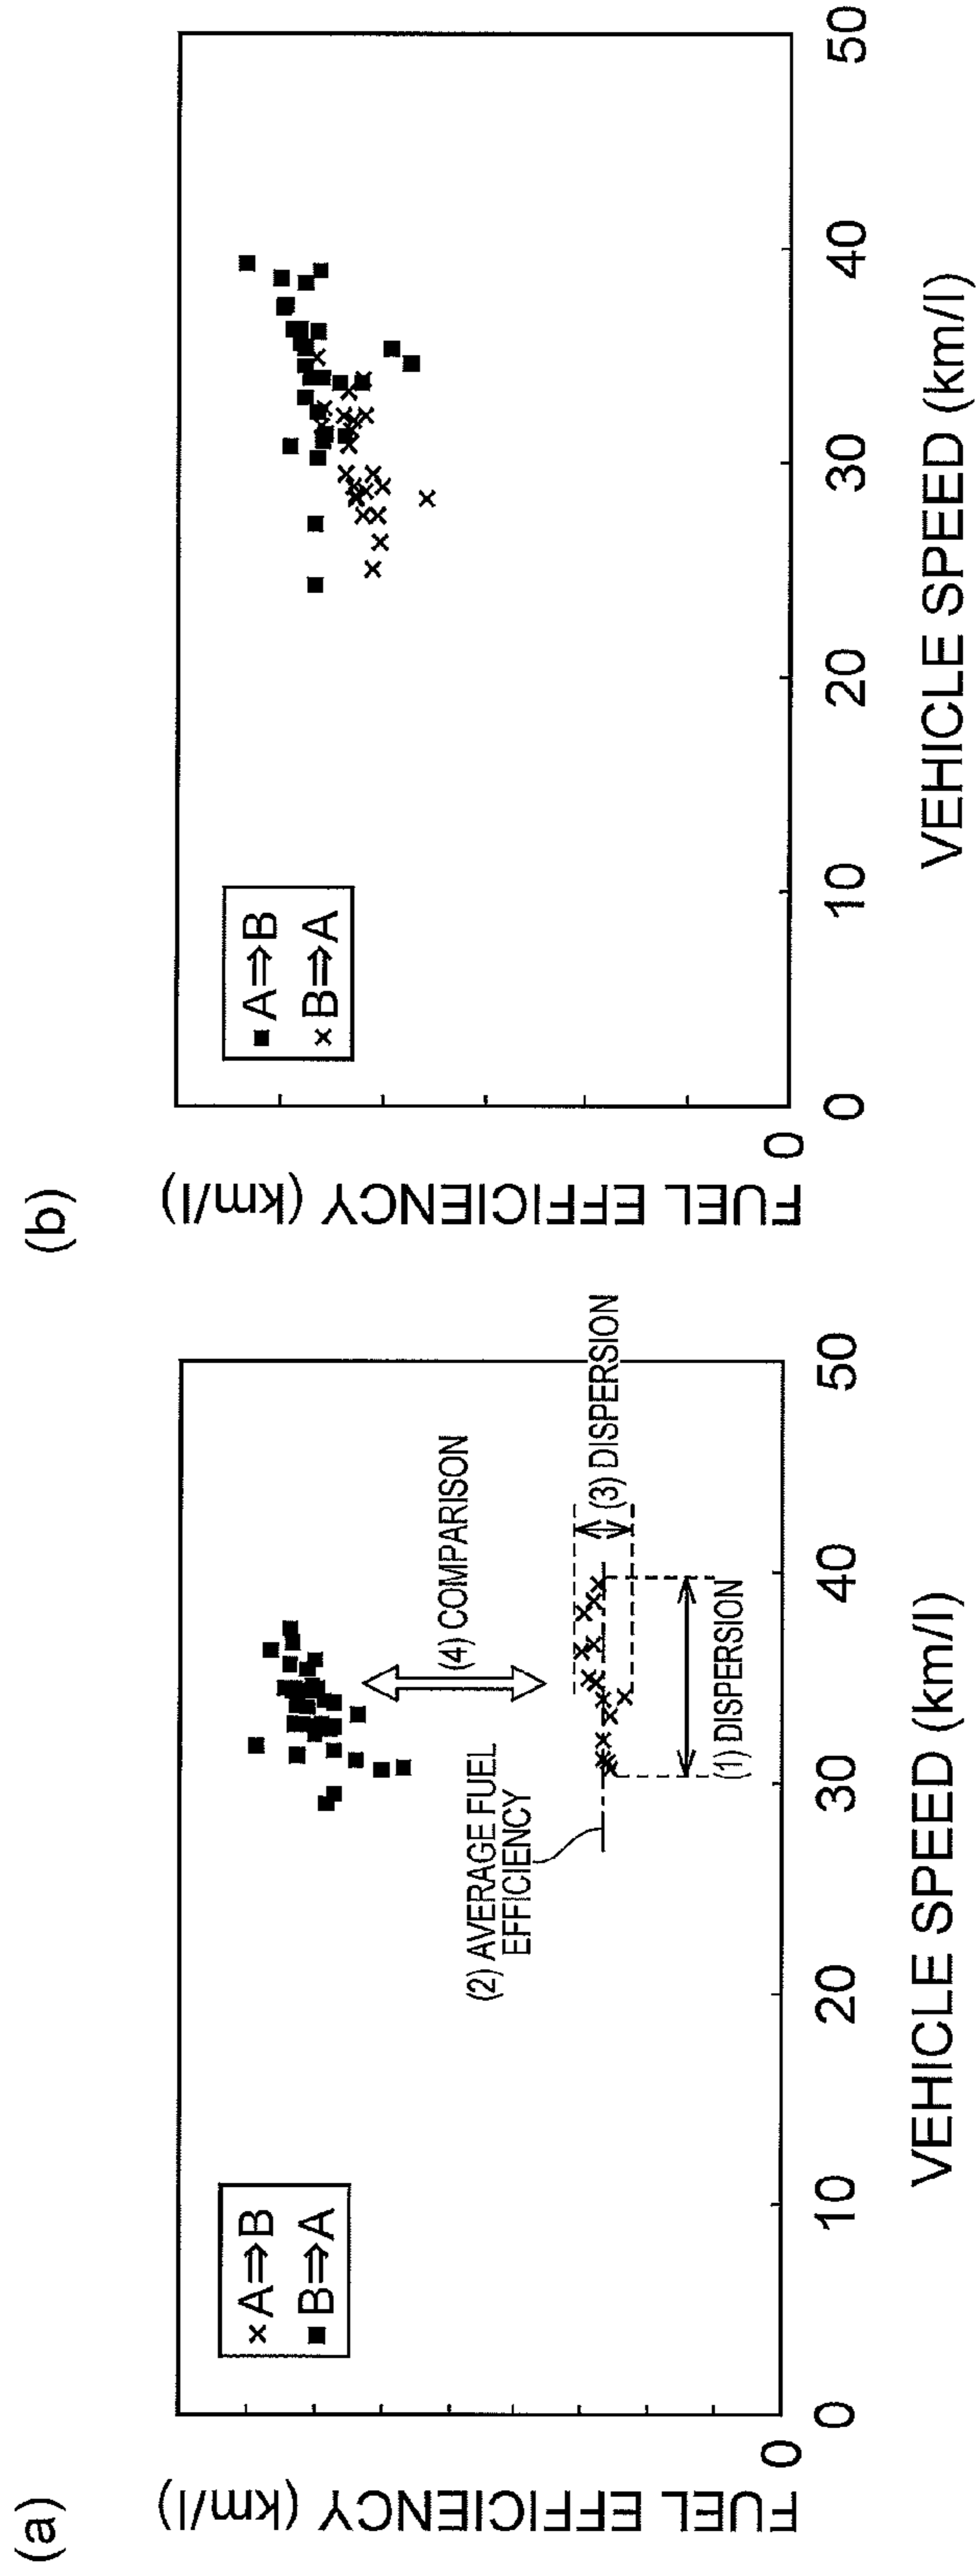 (a)
FUEL EFFICIENCY (km/l)
× A⇒B
■ B⇒A
(4) COMPARISON
(2) AVERAGE FUEL
EFFICIENCY
(3) DISPERSION
(1) DISPERSION
0
0 10 20 30 40 50
VEHICLE SPEED (km/l)
(b)
FUEL EFFICIENCY (km/l)
■ A⇒B
× B⇒A
0
0 10 20 30 40 50
VEHICLE SPEED (km/l)